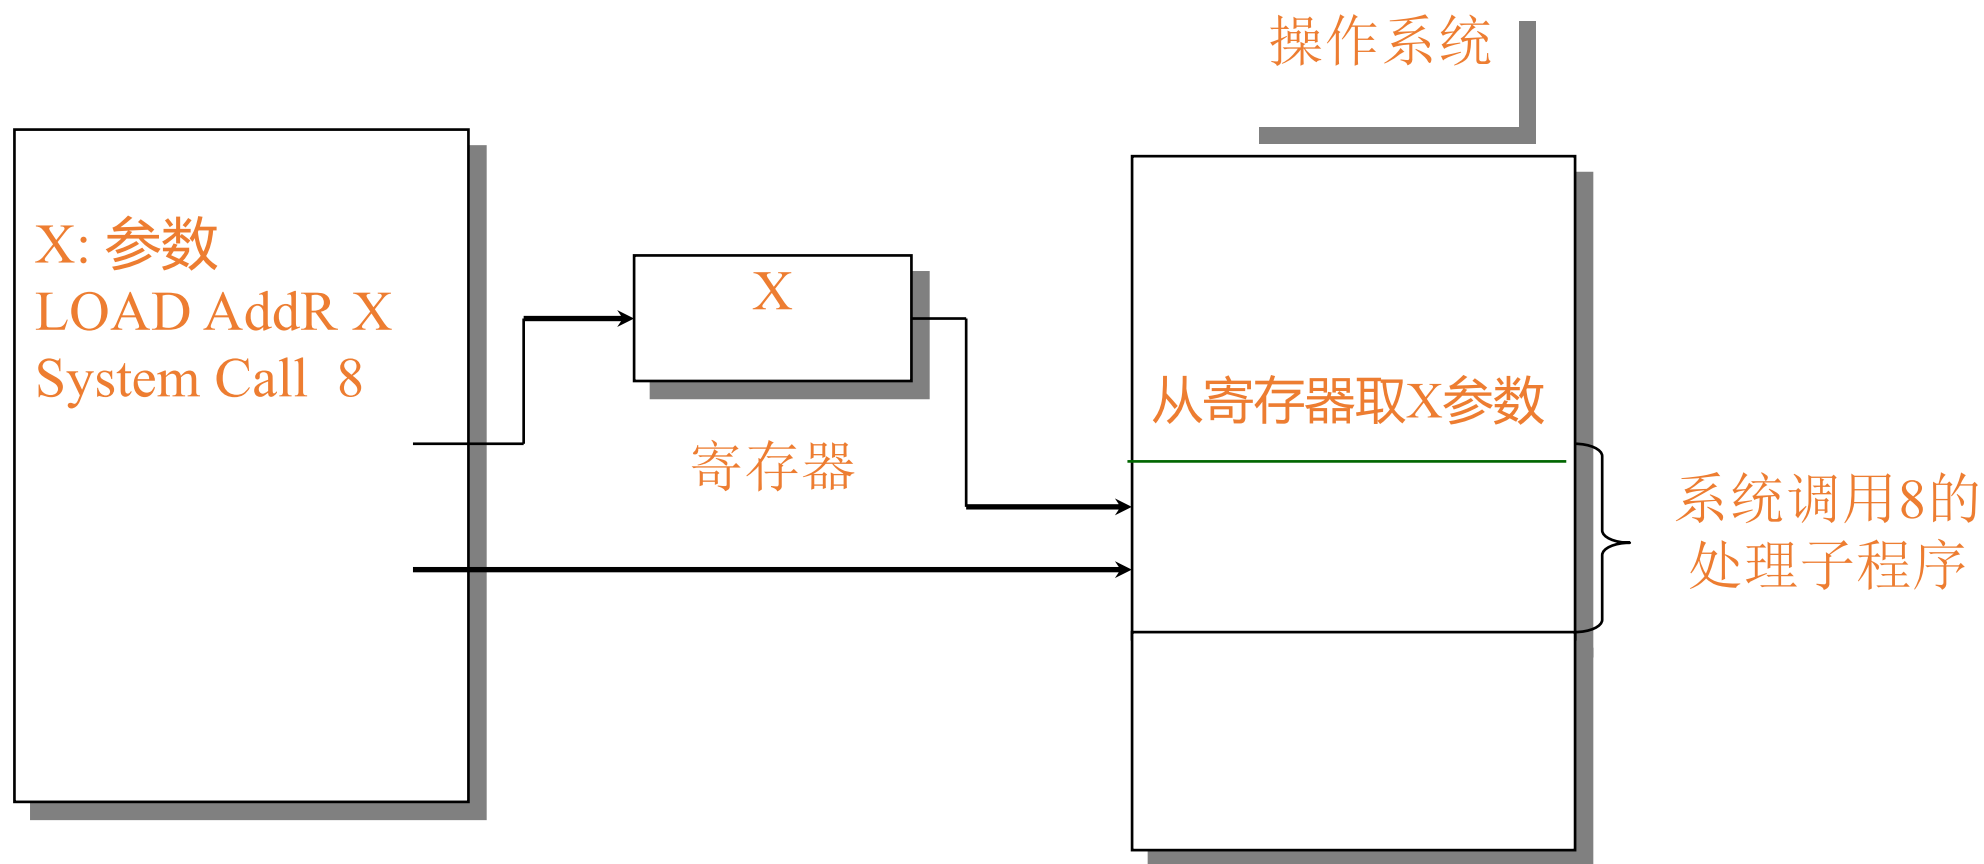 操作系统
X: 参数
LOAD AddR X
System Call 8
X
寄存器
从寄存器取X参数
系统调用8的
处理子程序